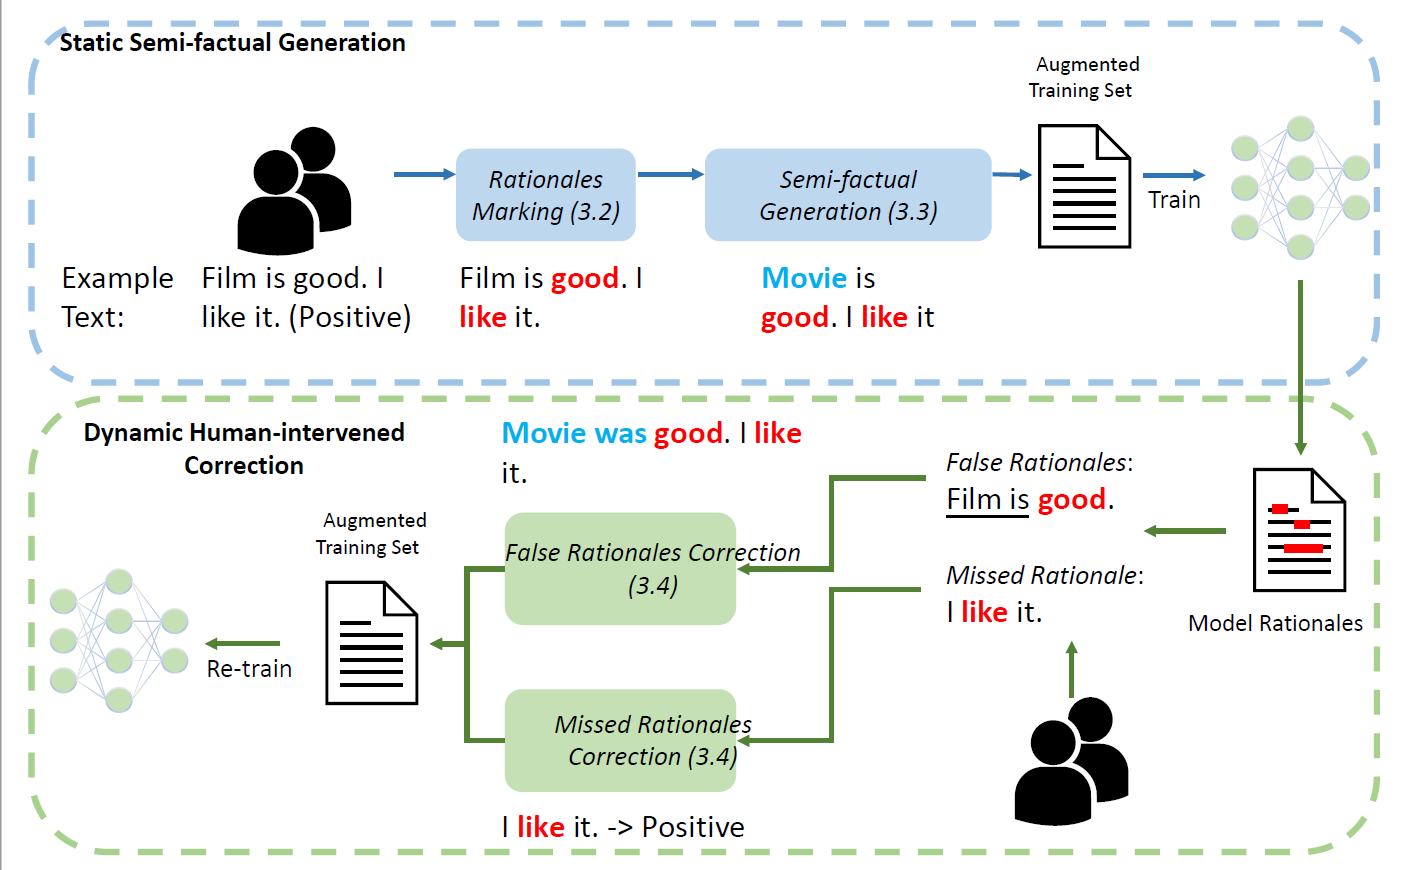 Static Semi-factual Generation
Augmented
Training Set
Rationales
Marking (3.2)
Semi-factual
Generation (3.3)
Train
Example
Text:
Film is good. I
like it. (Positive)
Film is good. I
like it.
Movie is
good. I like it
Dynamic Human-intervened
Correction
Movie was good. I like
it.
False Rationales:
Film is good.
Augmented
Training Set
False Rationales Correction
(3.4)
Missed Rationale:
I like it.
Model Rationales
Re-train
Missed Rationales
Correction (3.4)
I like it. -> Positive